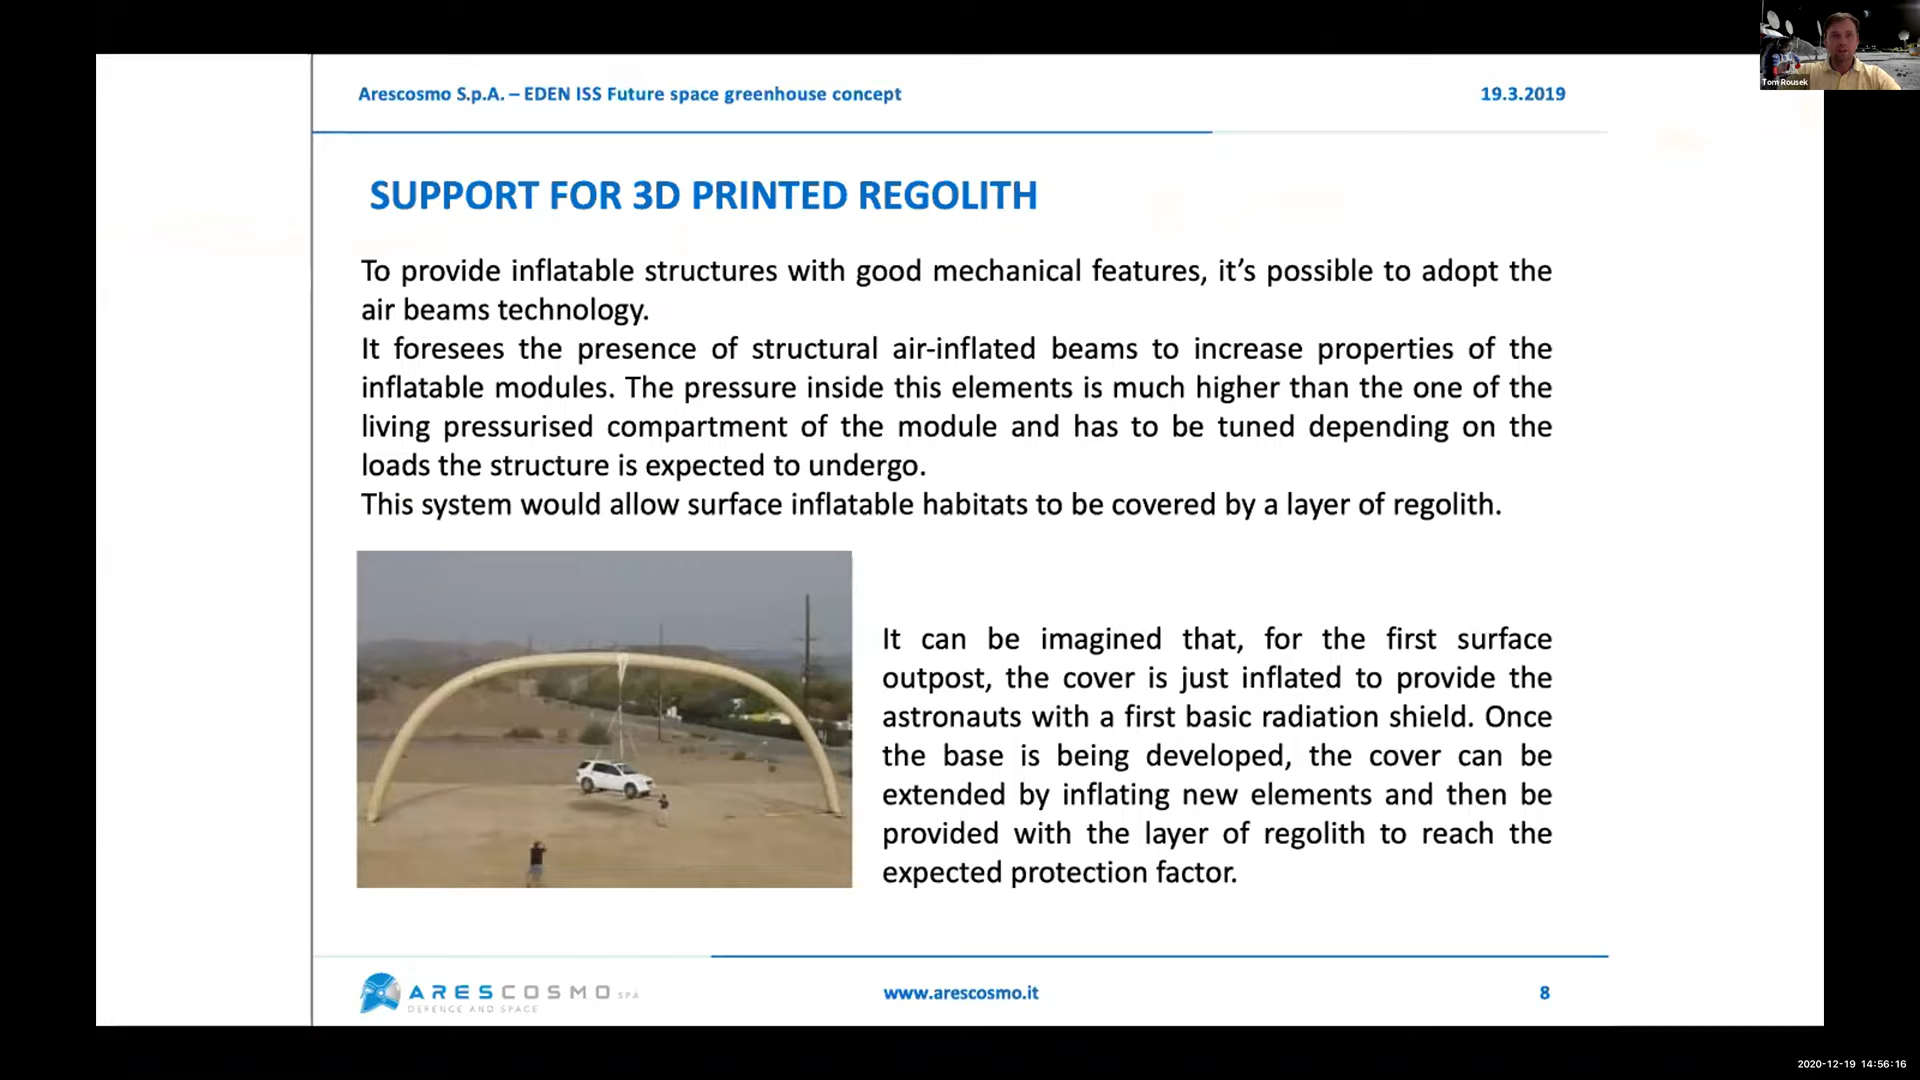 Tom Rousek
Arescosmo S.p.A. – EDEN ISS Future space greenhouse concept
19.3.2019
SUPPORT FOR 3D PRINTED REGOLITH
To provide inflatable structures with good mechanical features, it's possible to adopt the
air beams technology.
It foresees the presence of structural air-inflated beams to increase properties of the
inflatable modules. The pressure inside this elements is much higher than the one of the
living pressurised compartment of the module and has to be tuned depending on the
loads the structure is expected to undergo.
This system would allow surface inflatable habitats to be covered by a layer of regolith.
It can be imagined that, for the first surface
outpost, the cover is just inflated to provide the
astronauts with a first basic radiation shield. Once
the base is being developed, the cover can be
extended by inflating new elements and then be
provided with the layer of regolith to reach the
expected protection factor.
ARESCOSMO SPA
DEFENCE AND SPACE
www.arescosmo.it
8
2020-12-19 14:56:16